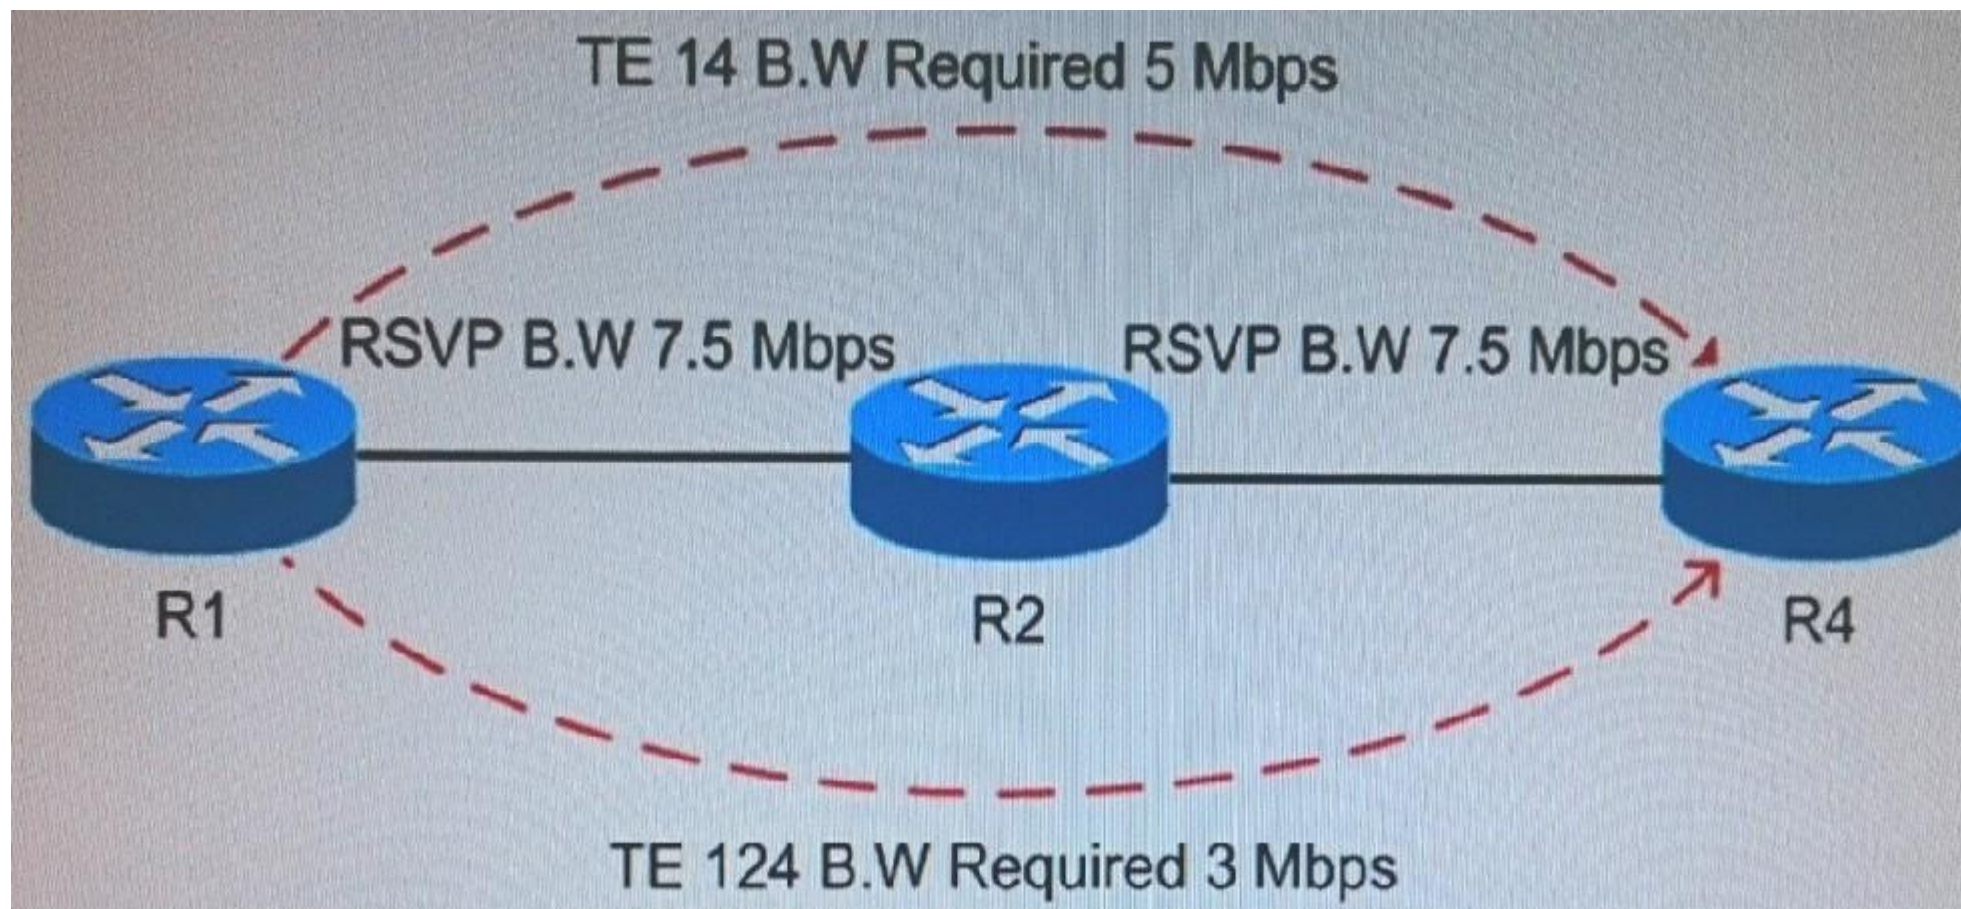 TE 14 B.W Required 5 Mbps
RSVP B.W 7.5 Mbps
RSVP B.W 7.5 Mbps
R1
R2
R4
TE 124 B.W Required 3 Mbps